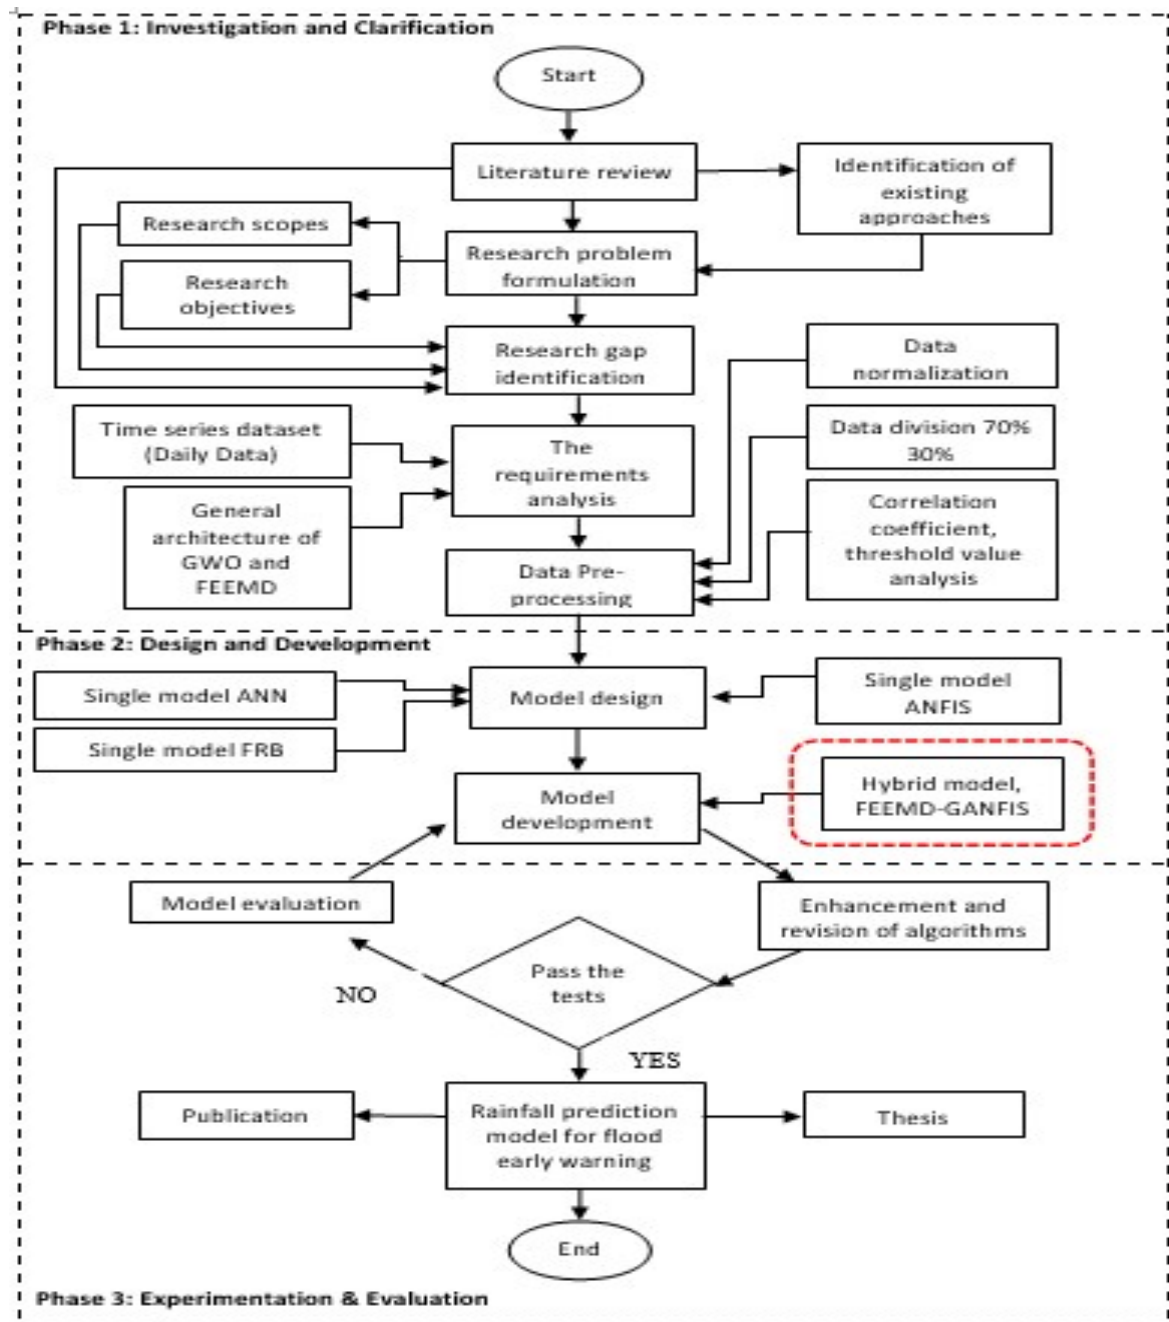 Phase 1: Investigation and Clarification
Start
Literature review
Identification of
existing
approaches
Research scopes
Research problem
formulation
Research
objectives
Research gap
identification
Data
normalization
Time series dataset
(Daily Data)
The
requirements
analysis
Data division 70%
30%
General
architecture of
GWO and
FEEMD
Correlation
coefficient,
threshold value
analysis
Data Pre-
processing
Phase 2: Design and Development
Single model ANN
Model design
Single model
ANFIS
Single model FRB
Model
development
Hybrid model,
FEEMD-GANFIS
Model evaluation
Enhancement and
revision of algorithms
Pass the
tests
NO
YES
Publication
Rainfall prediction
model for flood
early warning
Thesis
End
Phase 3: Experimentation & Evaluation